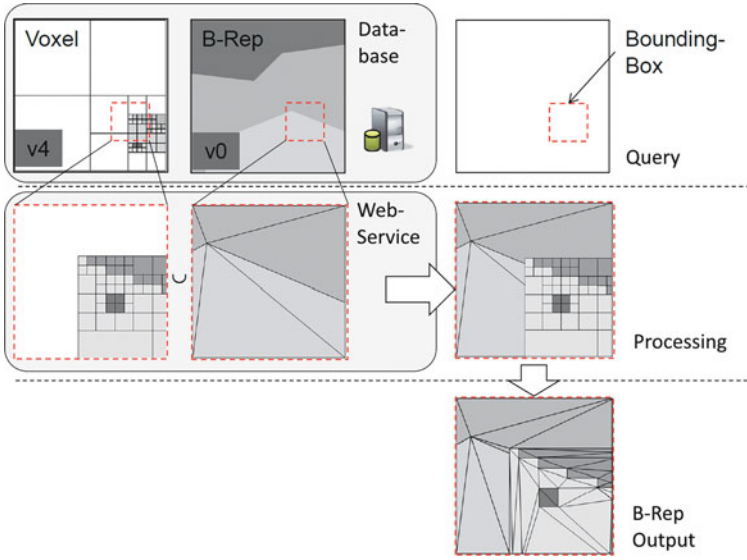 Voxel
v4
B-Rep
v0
Data-
base
Bounding-
Box
Query
Web-
Service
Processing
B-Rep
Output